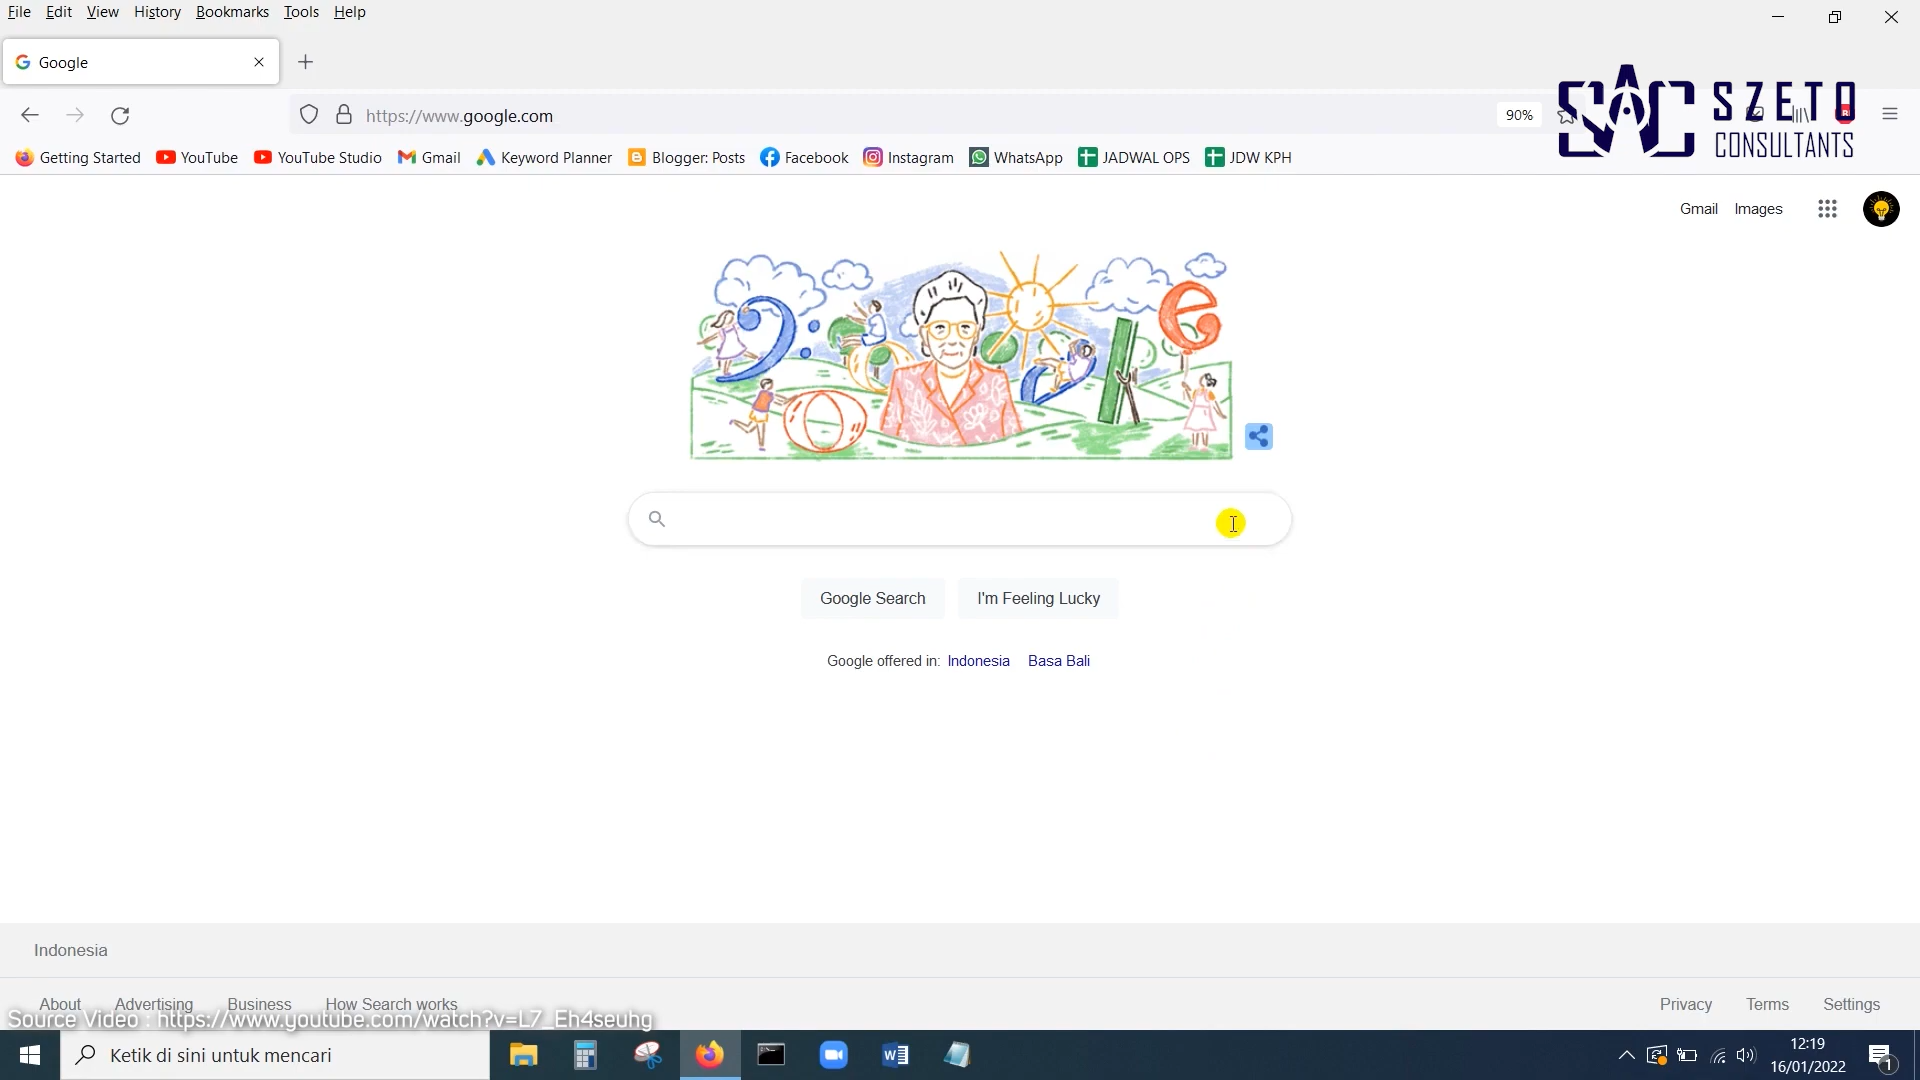 File Edit View History Bookmarks Tools Help
Google
https://www.google.com
90%
SAC SZETO
CONSULTANTS
Getting Started YouTube YouTube Studio Gmail Keyword Planner Blogger: Posts Facebook Instagram WhatsApp JADWAL OPS JDW KPH
Gmail Images
Google Search I'm Feeling Lucky
Google offered in: Indonesia Basa Bali
Indonesia
About Advertising Business How Search works
Privacy Terms Settings
Source Video : https://www.youtube.com/watch?v=L7_Eh4seuhg
Ketik di sini untuk mencari
12:19
16/01/2022
1